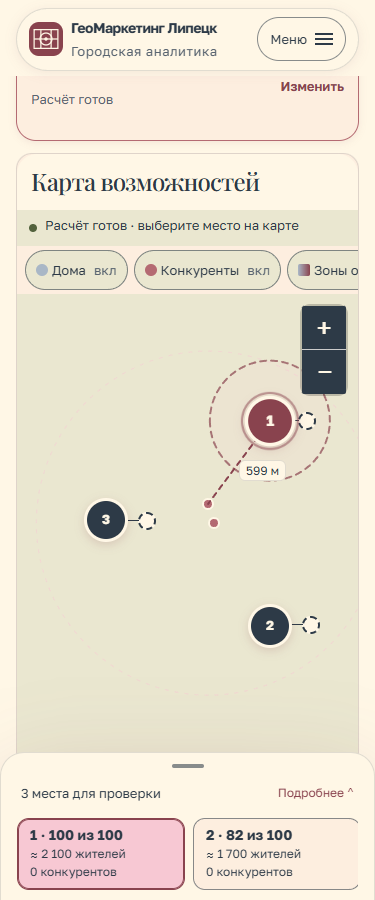 ГеоМаркетинг Липецк
Городская аналитика
Меню
Изменить
Расчёт готов
Карта возможностей
Расчёт готов · выберите место на карте
Дома вкл
Конкуренты вкл
Зоны о
+
−
1
599 м
3
2
3 места для проверки
Подробнее ^
1 · 100 из 100
≈ 2 100 жителей
0 конкурентов
2 · 82 из 100
≈ 1 700 жителей
0 конкурентов